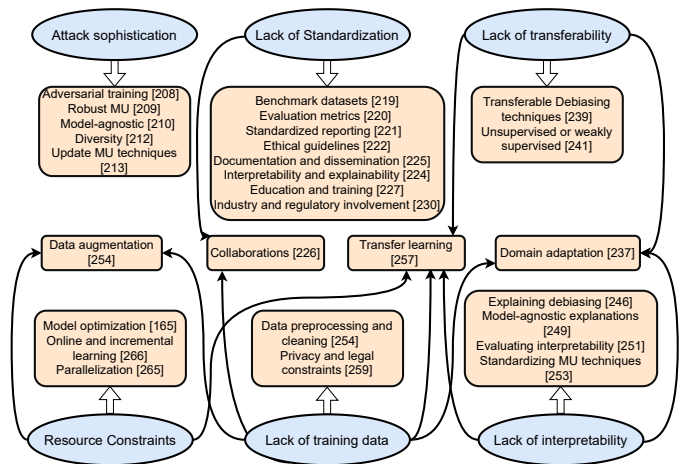 Attack sophistication
Lack of Standardization
Lack of transferability
Adversarial training [208]
Robust MU [209]
Model-agnostic [210]
Diversity [212]
Update MU techniques
[213]
Benchmark datasets [219]
Evaluation metrics [220]
Standardized reporting [221]
Ethical guidelines [222]
Documentation and dissemination [225]
Interpretability and explainability [224]
Education and training [227]
Industry and regulatory involvement [230]
Transferable Debiasing
techniques [239]
Unsupervised or weakly
supervised [241]
Data augmentation
[254]
Collaborations [226]
Transfer learning
[257]
Domain adaptation [237]
Model optimization [165]
Online and incremental
learning [266]
Parallelization [265]
Data preprocessing and
cleaning [254]
Privacy and legal
constraints [259]
Explaining debiasing [246]
Model-agnostic explanations
[249]
Evaluating interpretability [251]
Standardizing MU techniques
[253]
Resource Constraints
Lack of training data
Lack of interpretability